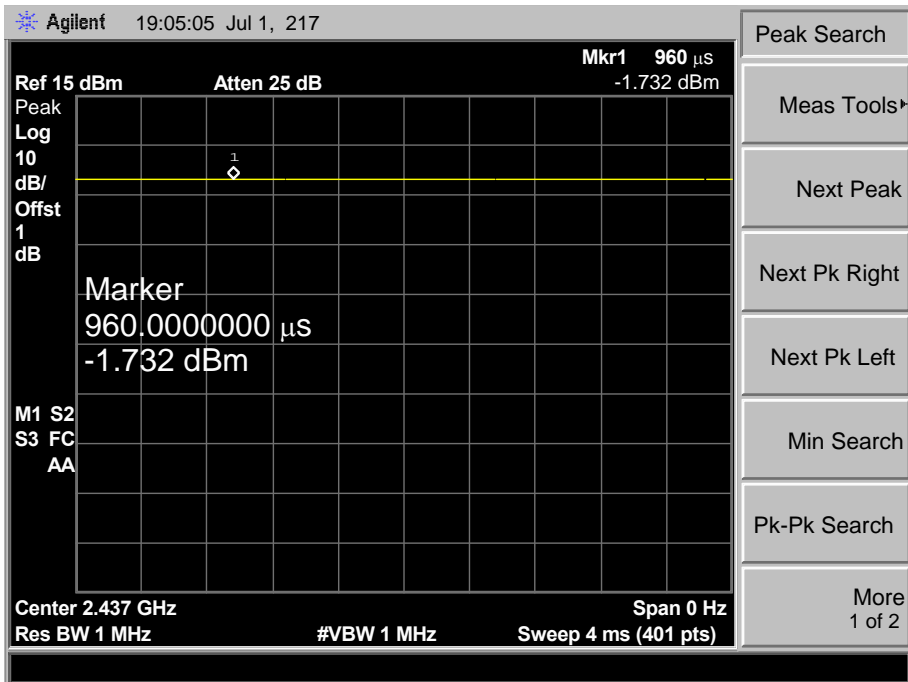 Agilent 19:05:05 Jul 1, 217
Peak Search
Mkr1 960 μs
Ref 15 dBm Atten 25 dB -1.732 dBm
Peak
Log
10
dB/
Offst
1
dB
1
Marker
960.0000000 μs
-1.732 dBm
M1 S2
S3 FC
AA
Center 2.437 GHz Span 0 Hz
Res BW 1 MHz #VBW 1 MHz Sweep 4 ms (401 pts)
Meas Tools
Next Peak
Next Pk Right
Next Pk Left
Min Search
Pk-Pk Search
More
1 of 2